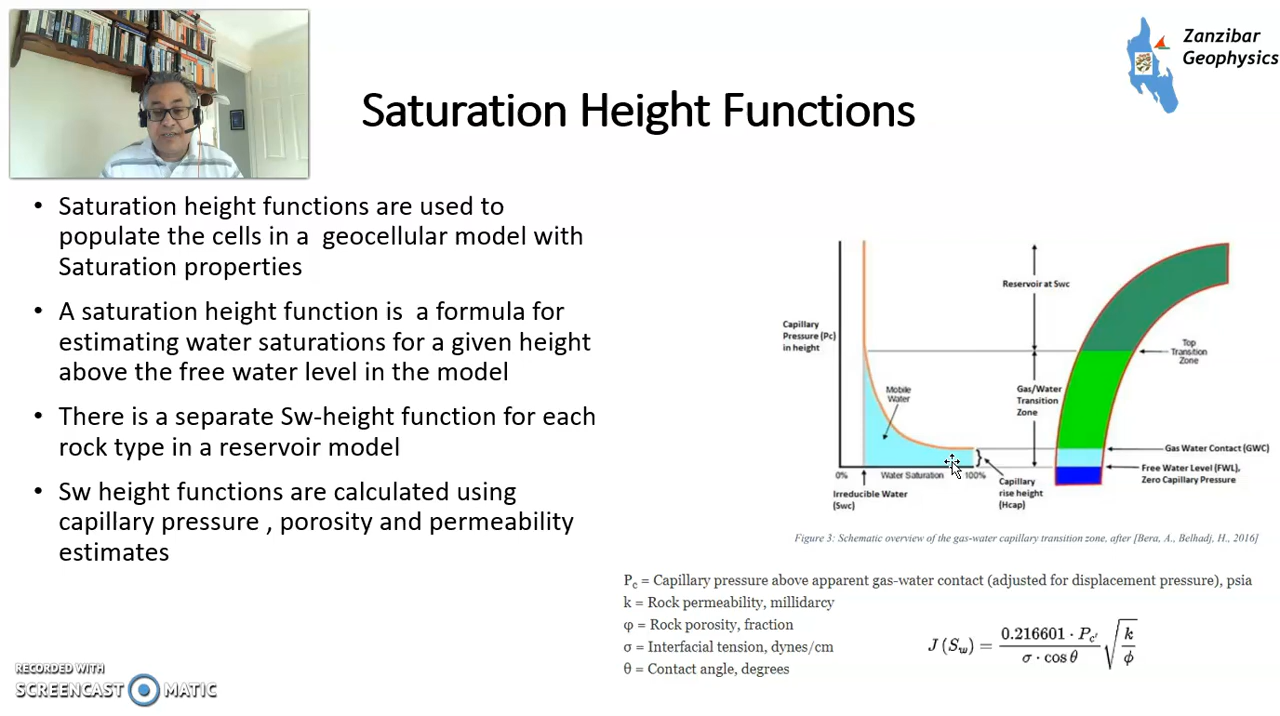 Zanzibar
Geophysics
Saturation Height Functions
• Saturation height functions are used to
populate the cells in a geocellular model with
Saturation properties
• A saturation height function is a formula for
estimating water saturations for a given height
above the free water level in the model
• There is a separate Sw-height function for each
rock type in a reservoir model
• Sw height functions are calculated using
capillary pressure , porosity and permeability
estimates
Capillary
Pressure (Pc)
in height
Reservoir at Swc
Top
Transition
Zone
Mobile
Water
Gas/Water
Transition
Zone
Gas Water Contact (GWC)
Free Water Level (FWL),
Zero Capillary Pressure
0% Water Saturation 100%
Irreducible Water
(Swc)
Capillary
rise height
(Hcap)
Figure 3: Schematic overview of the gas-water capillary transition zone, after [Bera, A., Belhadj, H., 2016]
Pc = Capillary pressure above apparent gas-water contact (adjusted for displacement pressure), psia
k = Rock permeability, millidarcy
φ = Rock porosity, fraction
σ = Interfacial tension, dynes/cm
θ = Contact angle, degrees
J (Sw) = 0.216601 · Pc′ / σ · cos θ √ k / ϕ
RECORDED WITH
SCREENCAST MATIC